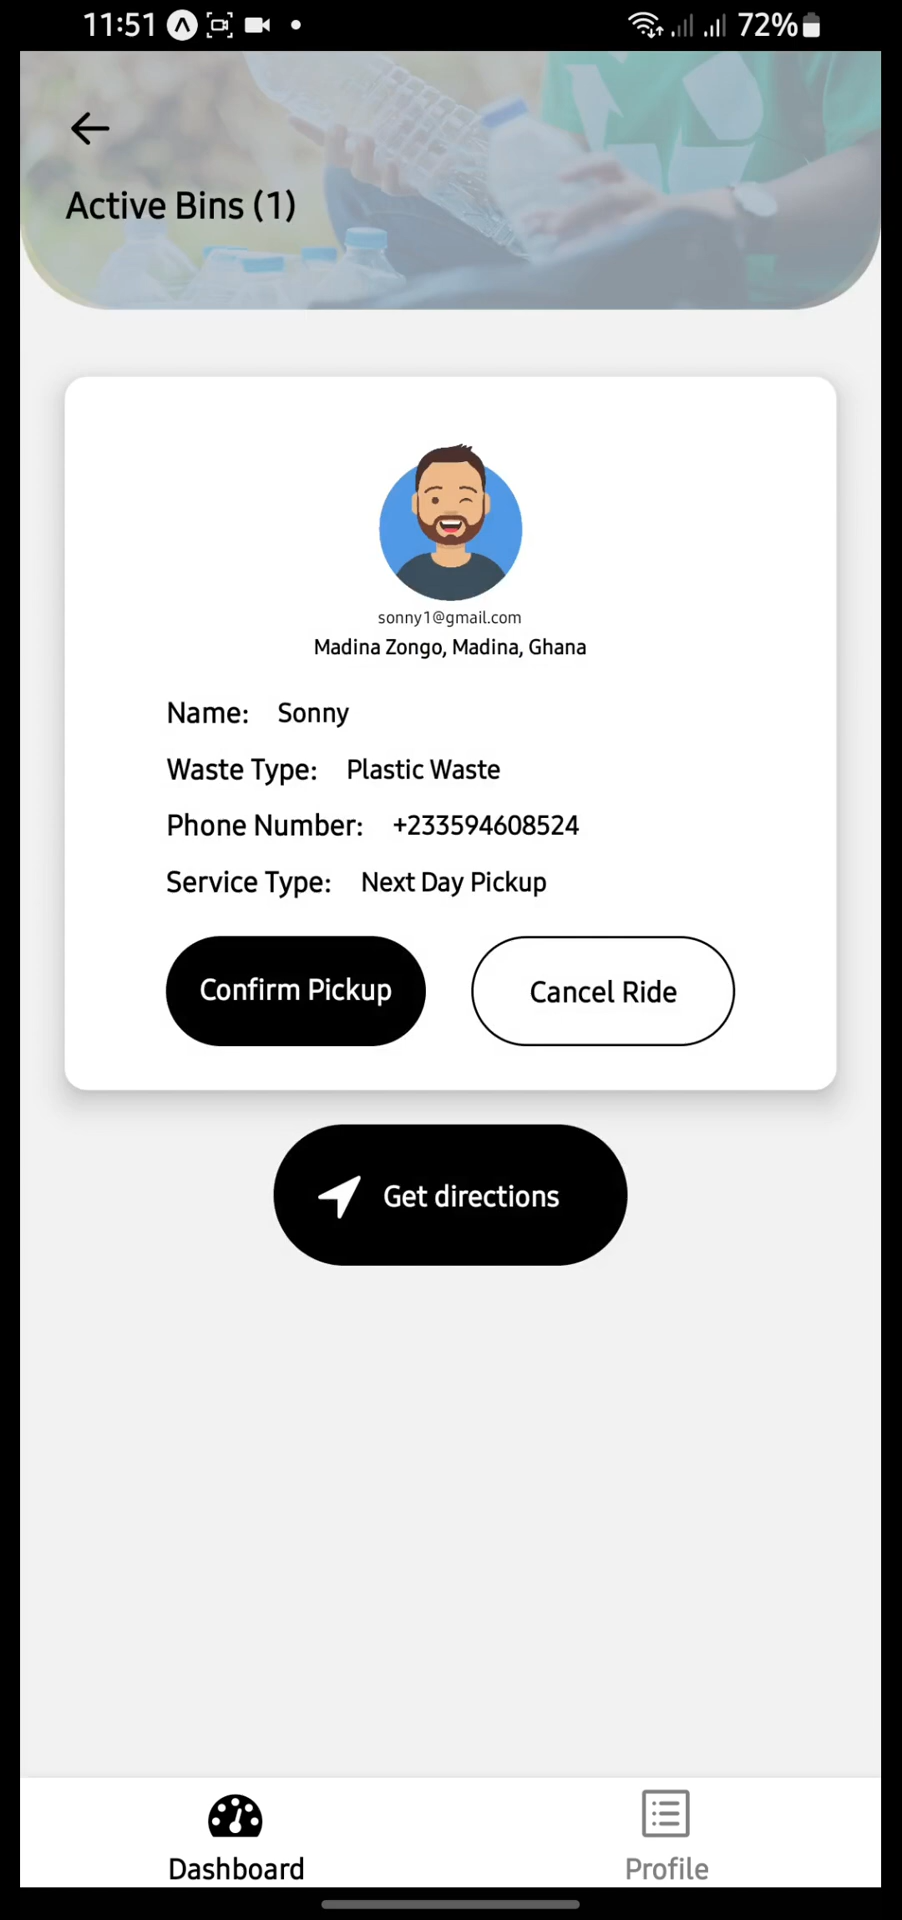 11:51 72%
Active Bins (1)
sonny1@gmail.com
Madina Zongo, Madina, Ghana
Name: Sonny
Waste Type: Plastic Waste
Phone Number: +233594608524
Service Type: Next Day Pickup
Confirm Pickup Cancel Ride
Get directions
Dashboard Profile